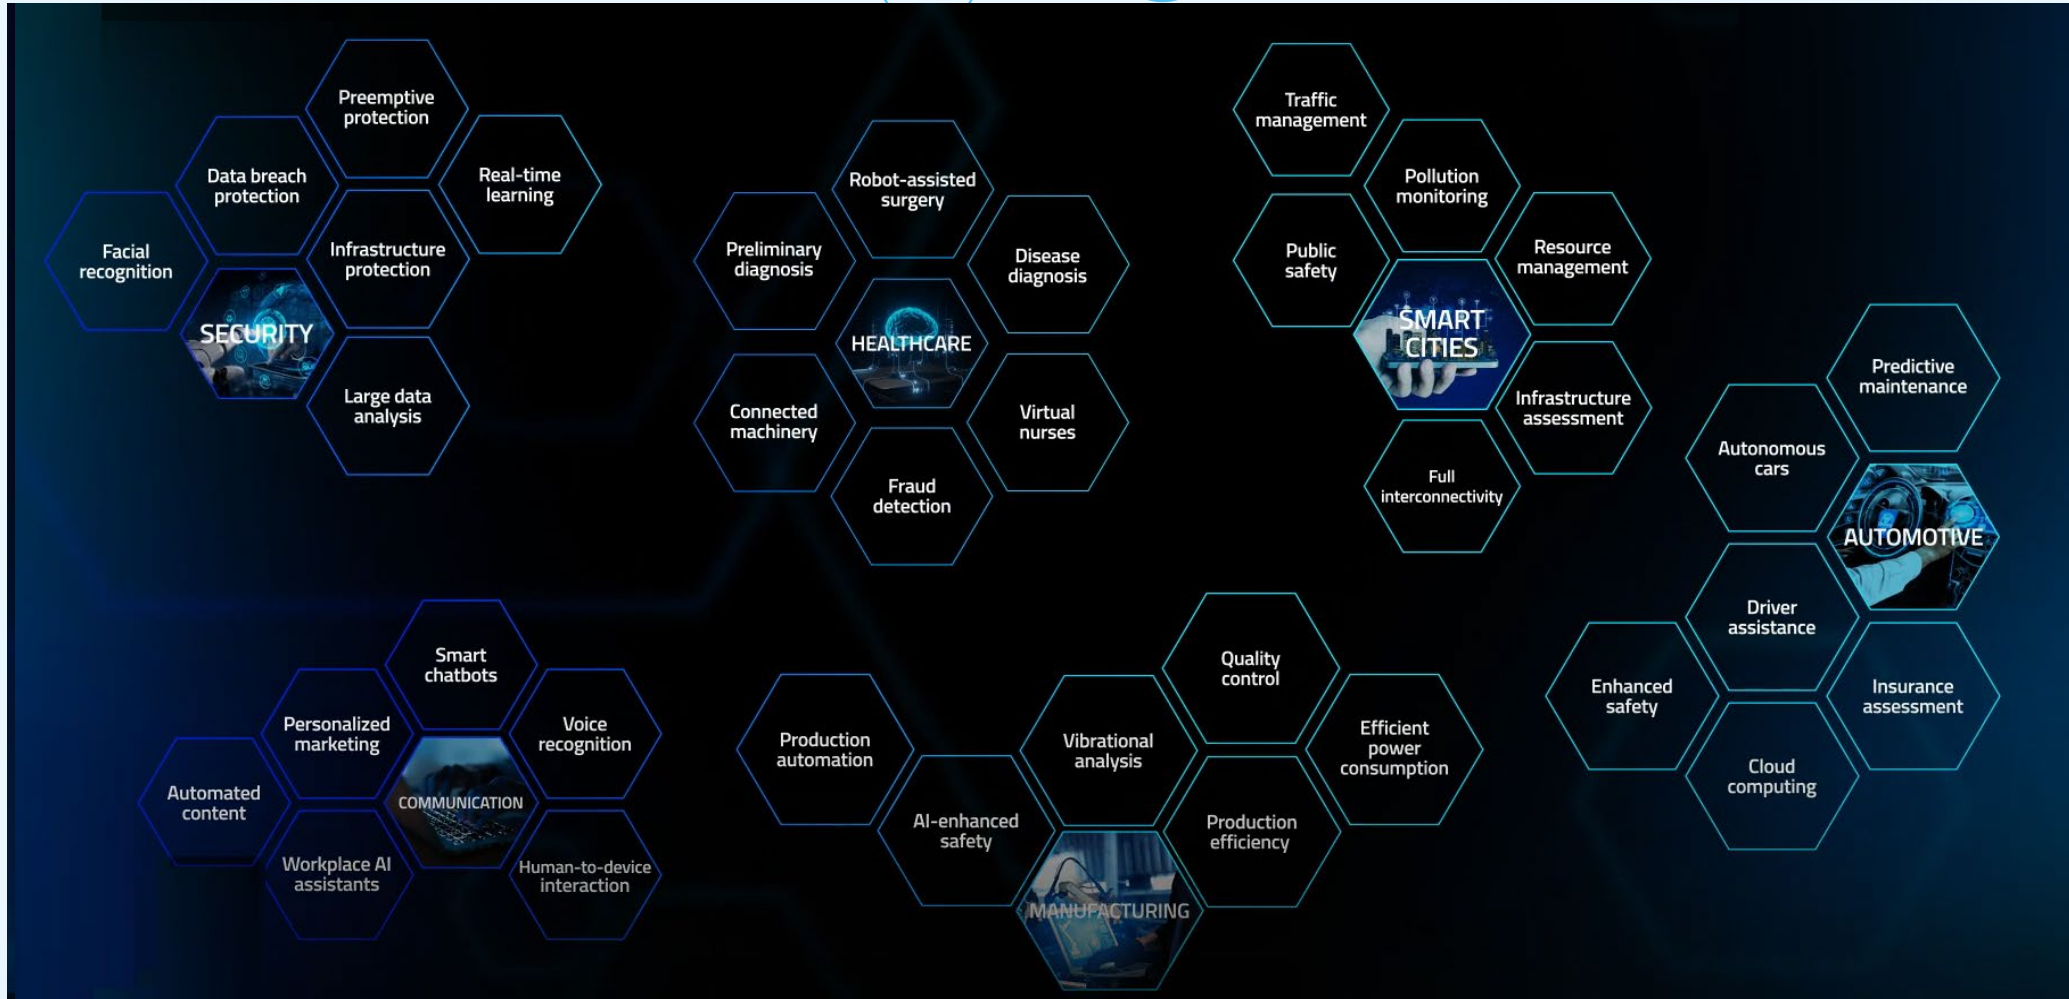 Preemptive
protection
Data breach
protection
Real-time
learning
Facial
recognition
Infrastructure
protection
SECURITY
Large data
analysis
Robot-assisted
surgery
Preliminary
diagnosis
Disease
diagnosis
HEALTHCARE
Connected
machinery
Virtual
nurses
Fraud
detection
Traffic
management
Pollution
monitoring
Public
safety
Resource
management
SMART
CITIES
Infrastructure
assessment
Full
interconnectivity
Predictive
maintenance
Autonomous
cars
AUTOMOTIVE
Driver
assistance
Enhanced
safety
Insurance
assessment
Cloud
computing
Smart
chatbots
Personalized
marketing
Voice
recognition
Automated
content
COMMUNICATION
Workplace AI
assistants
Human-to-device
interaction
Quality
control
Production
automation
Vibrational
analysis
Efficient
power
consumption
AI-enhanced
safety
Production
efficiency
MANUFACTURING